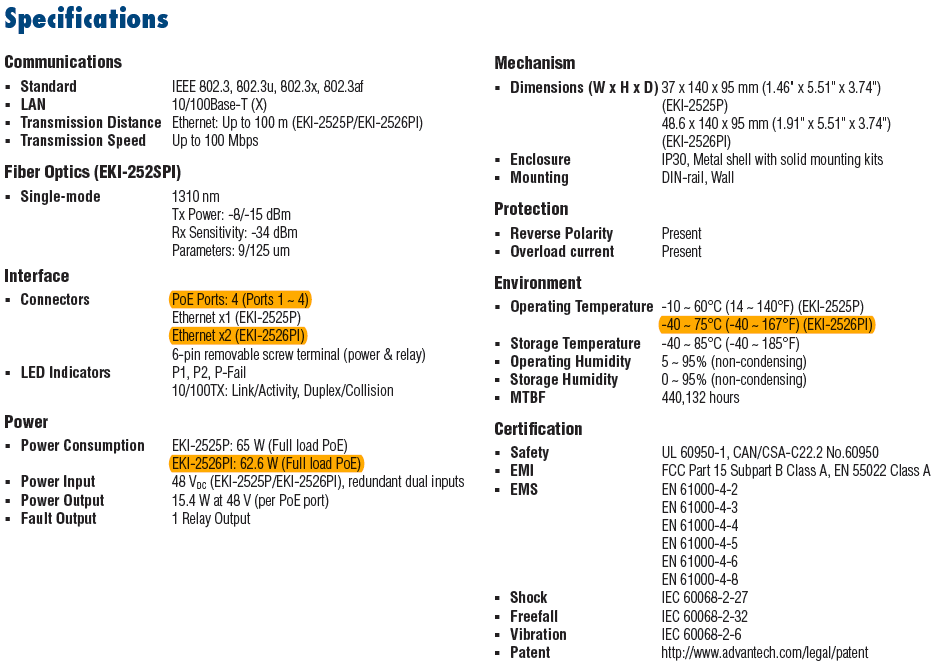 Specifications
Communications
▪ Standard IEEE 802.3, 802.3u, 802.3x, 802.3af
▪ LAN 10/100Base-T (X)
▪ Transmission Distance Ethernet: Up to 100 m (EKI-2525P/EKI-2526PI)
▪ Transmission Speed Up to 100 Mbps
Fiber Optics (EKI-252SPI)
▪ Single-mode 1310 nm
Tx Power: -8/-15 dBm
Rx Sensitivity: -34 dBm
Parameters: 9/125 um
Interface
▪ Connectors PoE Ports: 4 (Ports 1 ~ 4)
Ethernet x1 (EKI-2525P)
Ethernet x2 (EKI-2526PI)
6-pin removable screw terminal (power & relay)
▪ LED Indicators P1, P2, P-Fail
10/100TX: Link/Activity, Duplex/Collision
Power
▪ Power Consumption EKI-2525P: 65 W (Full load PoE)
EKI-2526PI: 62.6 W (Full load PoE)
▪ Power Input 48 VDC (EKI-2525P/EKI-2526PI), redundant dual inputs
▪ Power Output 15.4 W at 48 V (per PoE port)
▪ Fault Output 1 Relay Output
Mechanism
▪ Dimensions (W x H x D) 37 x 140 x 95 mm (1.46" x 5.51" x 3.74")
(EKI-2525P)
48.6 x 140 x 95 mm (1.91" x 5.51" x 3.74")
(EKI-2526PI)
▪ Enclosure IP30, Metal shell with solid mounting kits
▪ Mounting DIN-rail, Wall
Protection
▪ Reverse Polarity Present
▪ Overload current Present
Environment
▪ Operating Temperature -10 ~ 60°C (14 ~ 140°F) (EKI-2525P)
-40 ~ 75°C (-40 ~ 167°F) (EKI-2526PI)
▪ Storage Temperature -40 ~ 85°C (-40 ~ 185°F)
▪ Operating Humidity 5 ~ 95% (non-condensing)
▪ Storage Humidity 0 ~ 95% (non-condensing)
▪ MTBF 440,132 hours
Certification
▪ Safety UL 60950-1, CAN/CSA-C22.2 No.60950
▪ EMI FCC Part 15 Subpart B Class A, EN 55022 Class A
▪ EMS EN 61000-4-2
EN 61000-4-3
EN 61000-4-4
EN 61000-4-5
EN 61000-4-6
EN 61000-4-8
▪ Shock IEC 60068-2-27
▪ Freefall IEC 60068-2-32
▪ Vibration IEC 60068-2-6
▪ Patent http://www.advantech.com/legal/patent